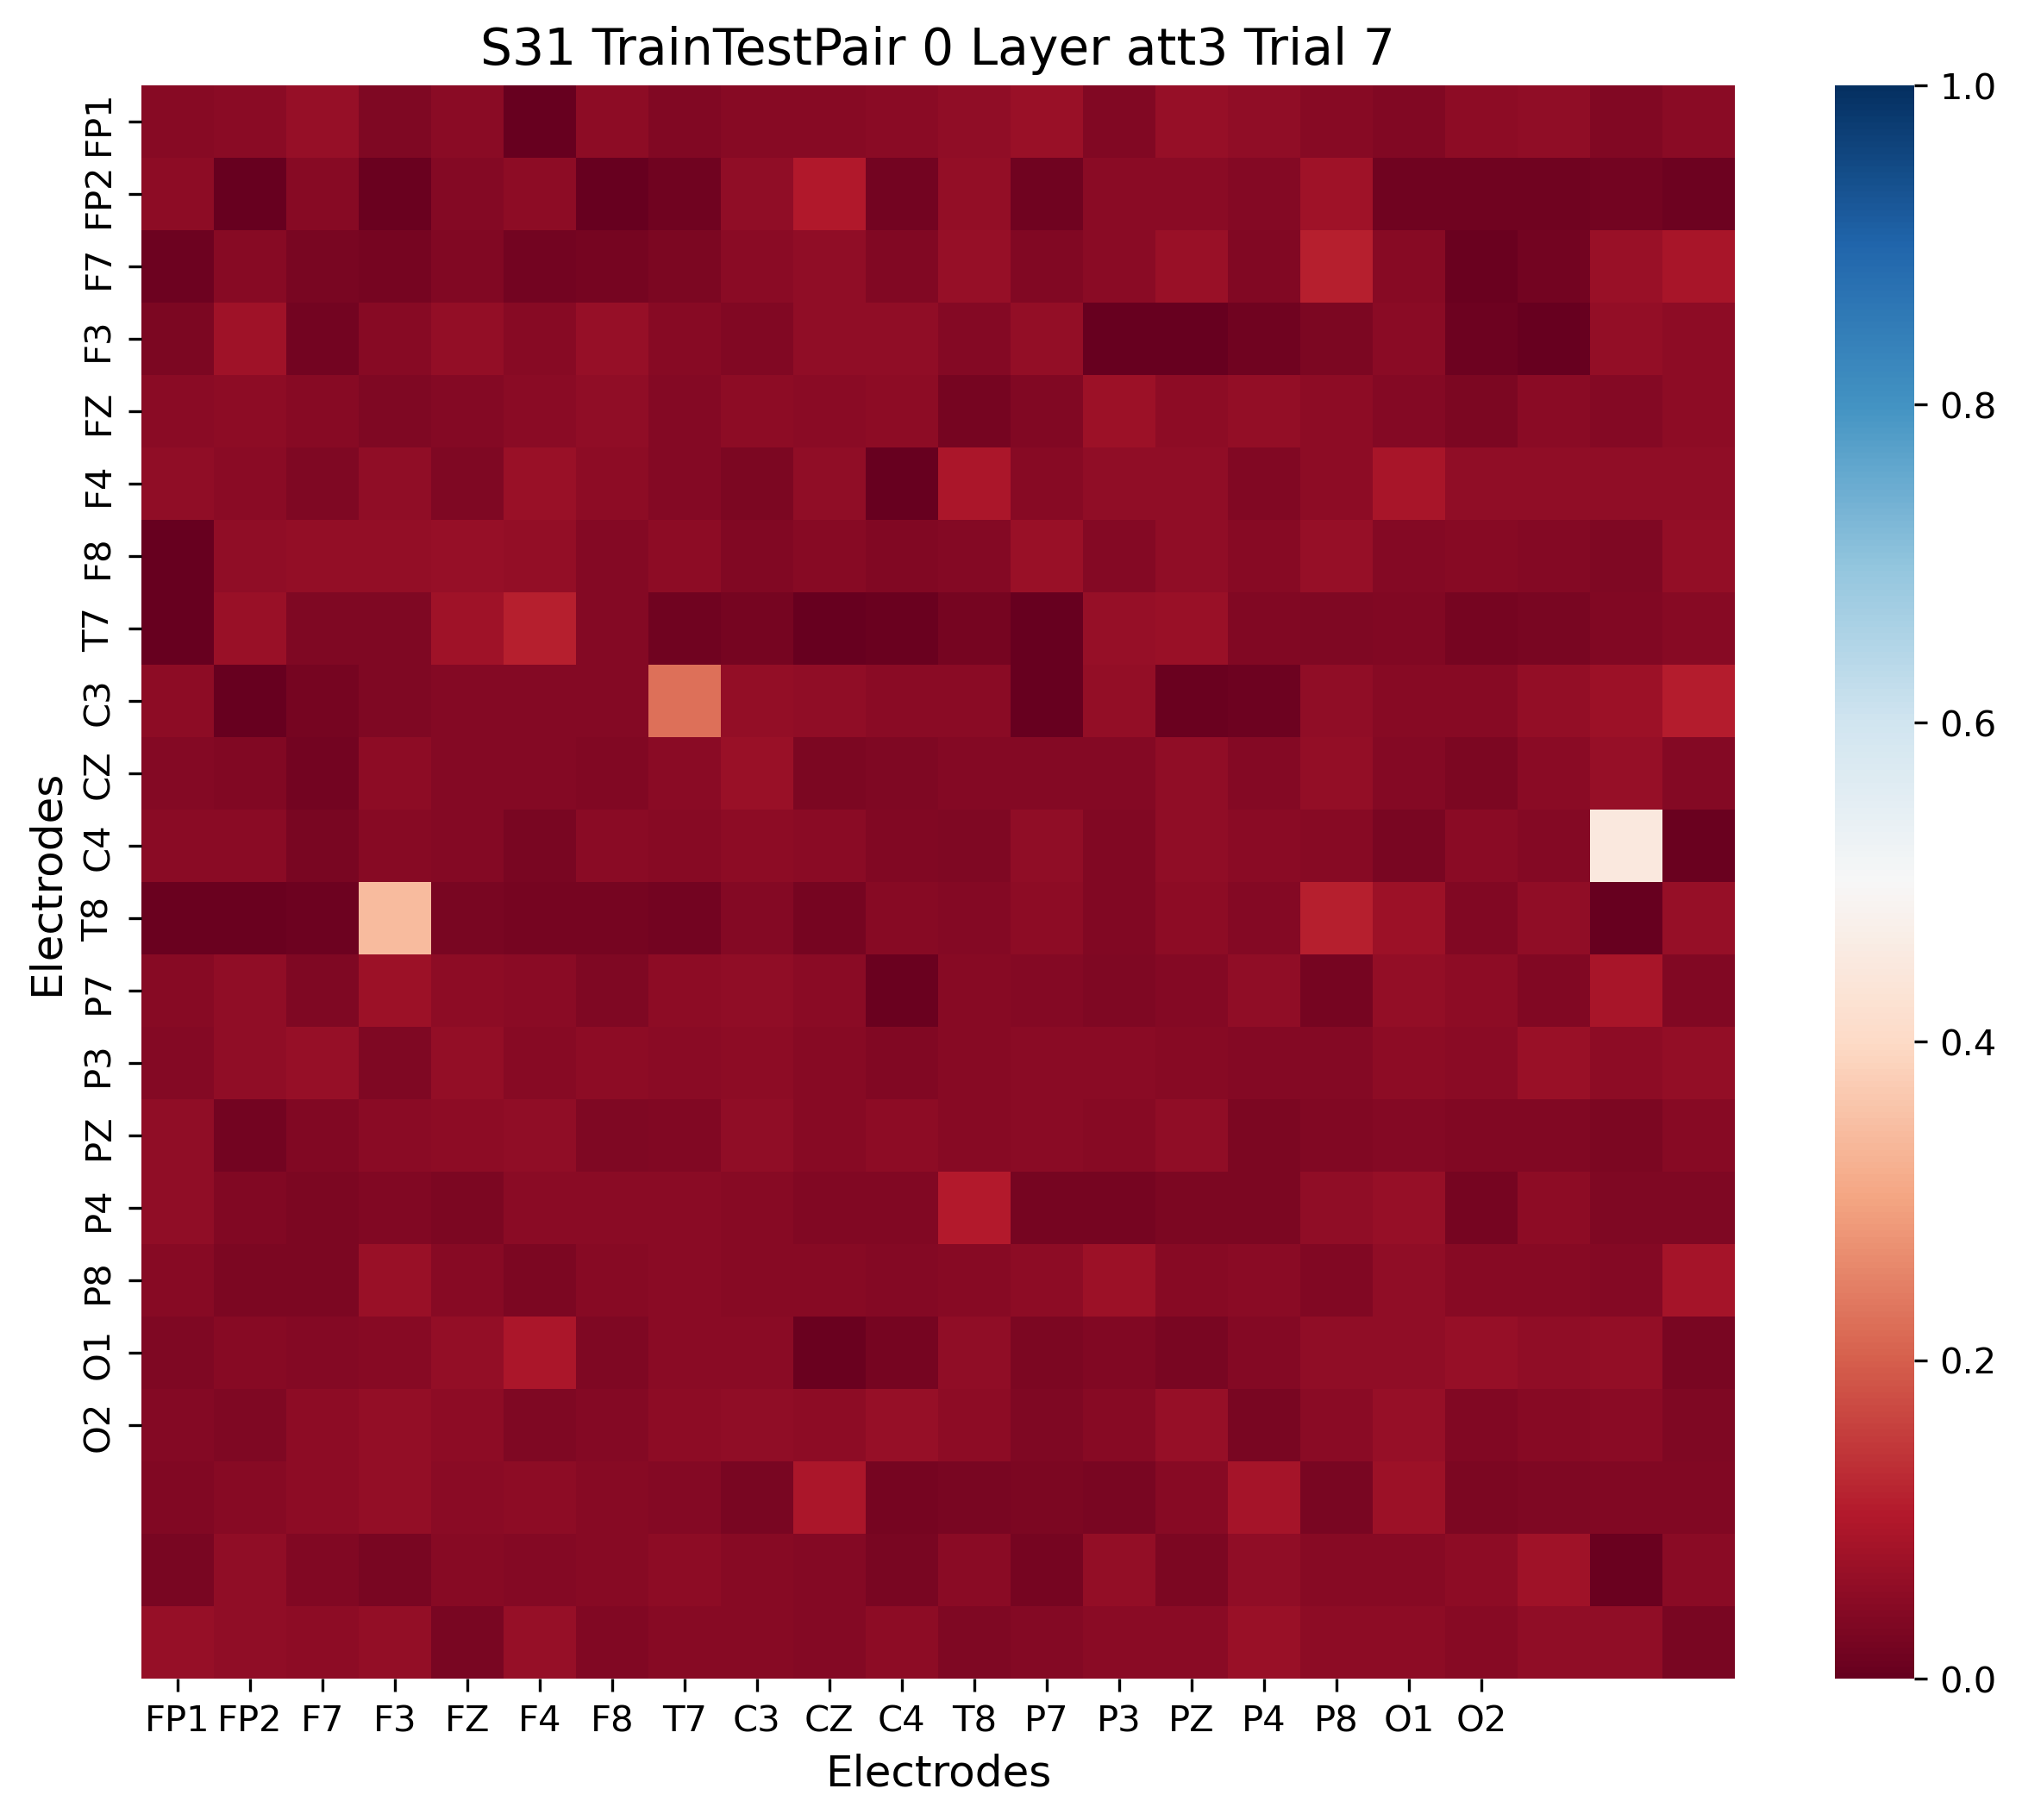 S31 TrainTestPair 0 Layer att3 Trial 7
Electrodes
FP1
FP2
F7
F3
FZ
F4
F8
T7
C3
CZ
C4
T8
P7
P3
PZ
P4
P8
O1
O2
FP1 FP2 F7 F3 FZ F4 F8 T7 C3 CZ C4 T8 P7 P3 PZ P4 P8 O1 O2
Electrodes
1.0
0.8
0.6
0.4
0.2
0.0